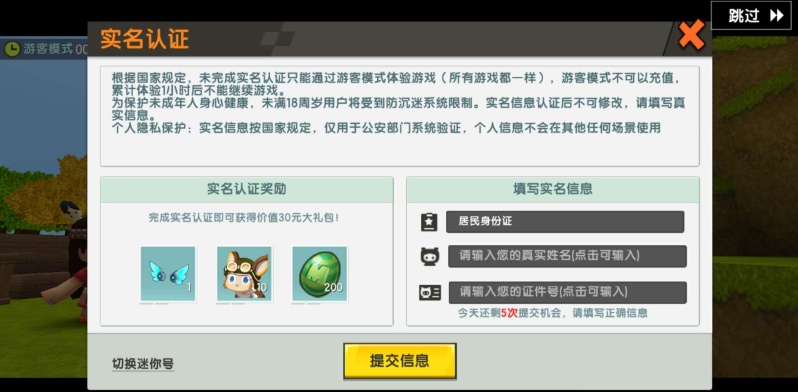 跳过
游客模式 00
实名认证
根据国家规定，未完成实名认证只能通过游客模式体验游戏（所有游戏都一样），游客模式不可以充值，
累计体验1小时后不能继续游戏。
为保护未成年人身心健康，未满18周岁用户将受到防沉迷系统限制。实名信息认证后不可修改，请填写真
实信息。
个人隐私保护：实名信息按国家规定，仅用于公安部门系统验证，个人信息不会在其他任何场景使用
实名认证奖励
完成实名认证即可获得价值30元大礼包！
1
10
200
填写实名信息
居民身份证
请输入您的真实姓名(点击可输入)
请输入您的证件号(点击可输入)
今天还剩5次提交机会，请填写正确信息
切换迷你号
提交信息